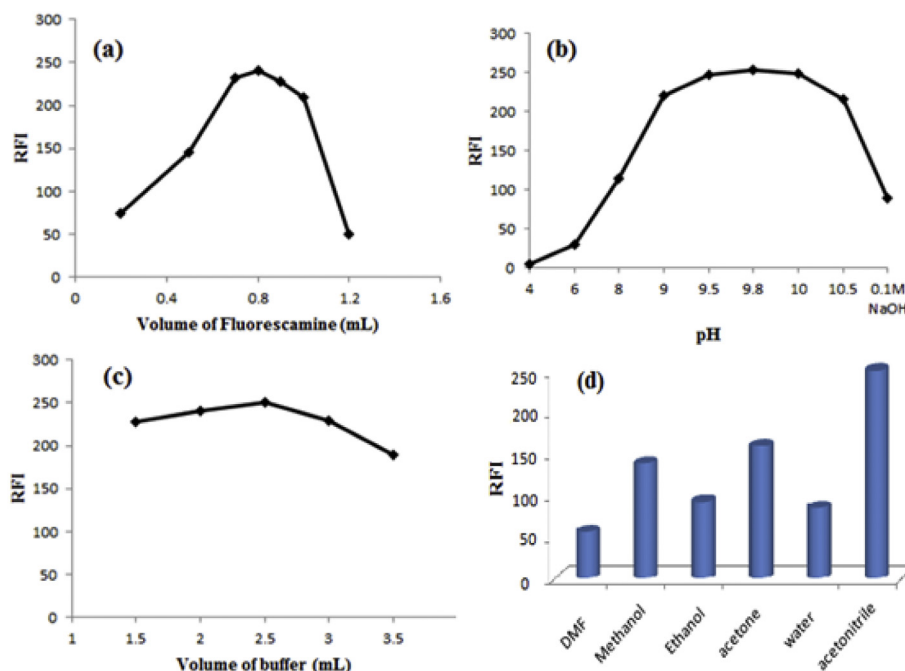 (a)
RFI
300
250
200
150
100
50
0
0 0.4 0.8 1.2 1.6
Volume of Fluorescamine (mL)
(b)
RFI
300
250
200
150
100
50
0
4 6 8 9 9.5 9.8 10 10.5 0.1M
NaOH
pH
(c)
RFI
300
250
200
150
100
50
0
1 1.5 2 2.5 3 3.5
Volume of buffer (mL)
(d)
RFI
250
200
150
100
50
0
DMF
Methanol
Ethanol
acetone
water
acetonitrile